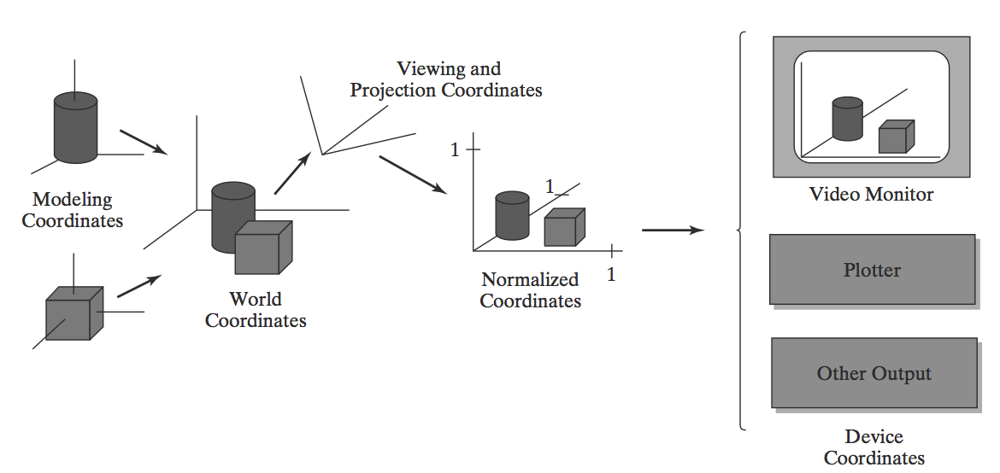 Modeling
Coordinates
World
Coordinates
Viewing and
Projection Coordinates
1
1
1
Normalized
Coordinates
Video Monitor
Plotter
Other Output
Device
Coordinates